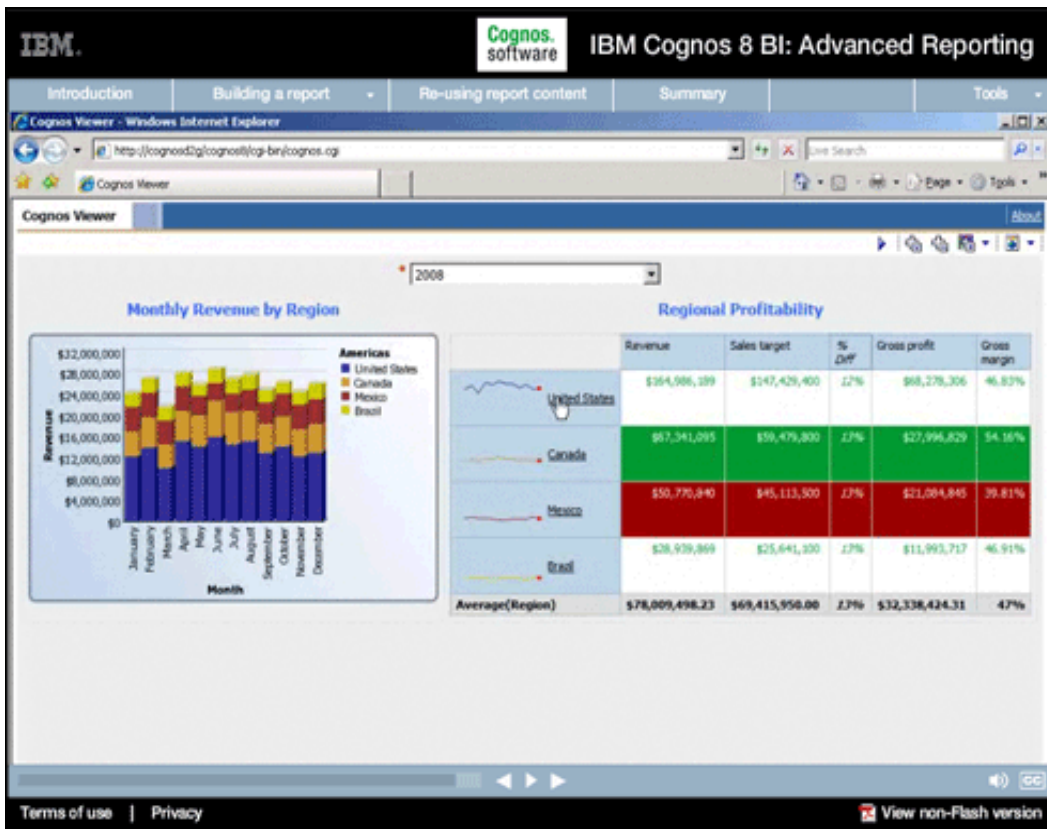 IBM.
Cognos. software
IBM Cognos 8 BI: Advanced Reporting
Introduction Building a report Re-using report content Summary Tools
Cognos Viewer - Windows Internet Explorer
http://cognosd2g/cognos8/cgi-bin/cognos.cgi
Live Search
Cognos Viewer
Page Tools
Cognos Viewer
About
* 2008
Monthly Revenue by Region
Regional Profitability
$32,000,000
$28,000,000
$24,000,000
$20,000,000
$16,000,000
$12,000,000
$8,000,000
$4,000,000
$0
Revenue
January
February
March
April
May
June
July
August
September
October
November
December
Month
Americas
United States
Canada
Mexico
Brazil
Revenue Sales target % Diff Gross profit Gross margin
United States $164,986,189 $147,429,400 12% $68,278,306 46.83%
Canada $67,341,095 $59,479,800 13% $27,996,829 54.16%
Mexico $50,770,840 $45,113,500 13% $21,084,845 39.81%
Brazil $28,939,869 $25,641,100 13% $11,993,717 46.91%
Average(Region) $78,009,498.23 $69,415,950.00 13% $32,338,424.31 47%
CC
Terms of use | Privacy
View non-Flash version